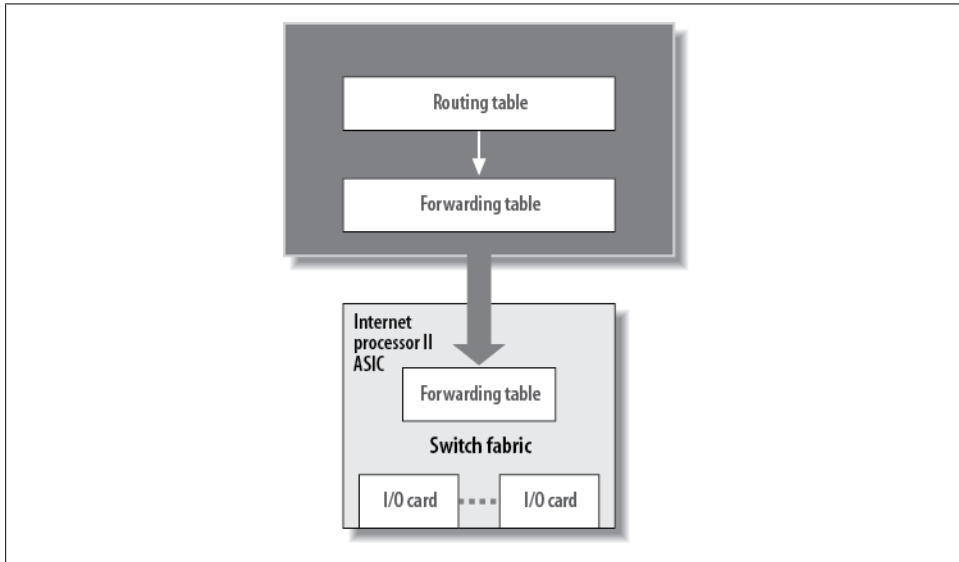 Routing table
Forwarding table
Internet
processor II
ASIC
Forwarding table
Switch fabric
I/O card
I/O card